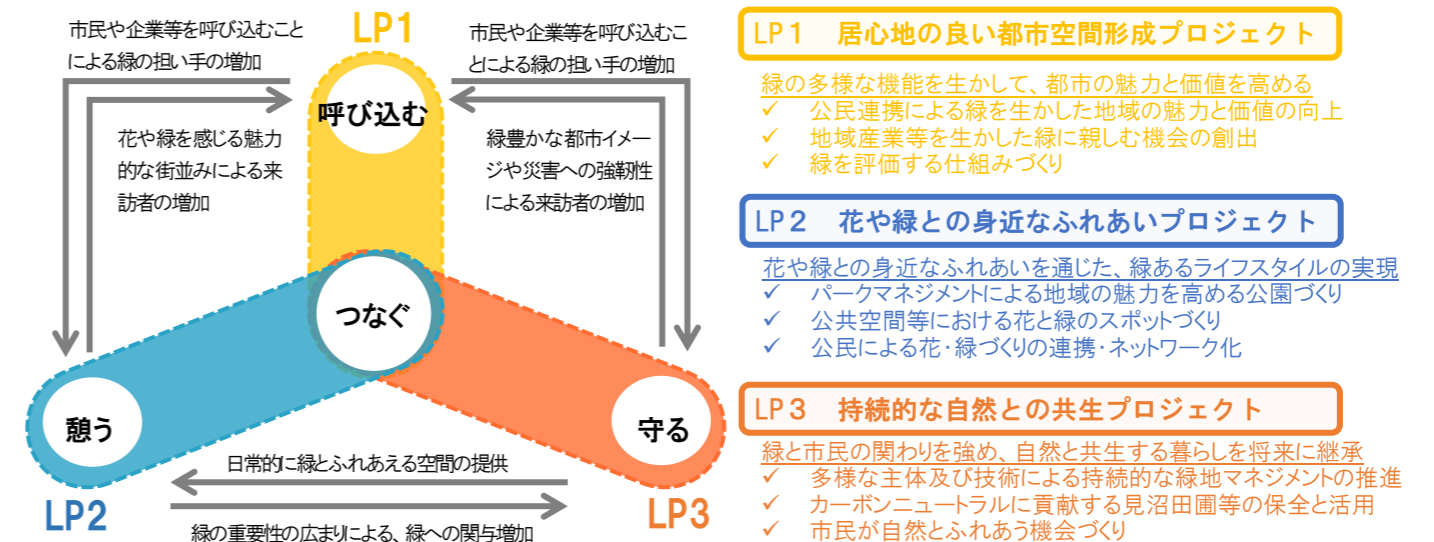 市民や企業等を呼び込むこと
による緑の担い手の増加
LP1
市民や企業等を呼び込むこ
とによる緑の担い手の増加
呼び込む
花や緑を感じる魅力
的な街並みによる来
訪者の増加
緑豊かな都市イメー
ジや災害への強靭性
による来訪者の増加
つなぐ
憩う
守る
日常的に緑とふれあえる空間の提供
LP2
LP3
緑の重要性の広まりによる、緑への関与増加
LP1 居心地の良い都市空間形成プロジェクト
緑の多様な機能を生かして、都市の魅力と価値を高める
✓ 公民連携による緑を生かした地域の魅力と価値の向上
✓ 地域産業等を生かした緑に親しむ機会の創出
✓ 緑を評価する仕組みづくり
LP2 花や緑との身近なふれあいプロジェクト
花や緑との身近なふれあいを通じた、緑あるライフスタイルの実現
✓ パークマネジメントによる地域の魅力を高める公園づくり
✓ 公共空間等における花と緑のスポットづくり
✓ 公民による花・緑づくりの連携・ネットワーク化
LP3 持続的な自然との共生プロジェクト
緑と市民の関わりを強め、自然と共生する暮らしを将来に継承
✓ 多様な主体及び技術による持続的な緑地マネジメントの推進
✓ カーボンニュートラルに貢献する見沼田圃等の保全と活用
✓ 市民が自然とふれあう機会づくり